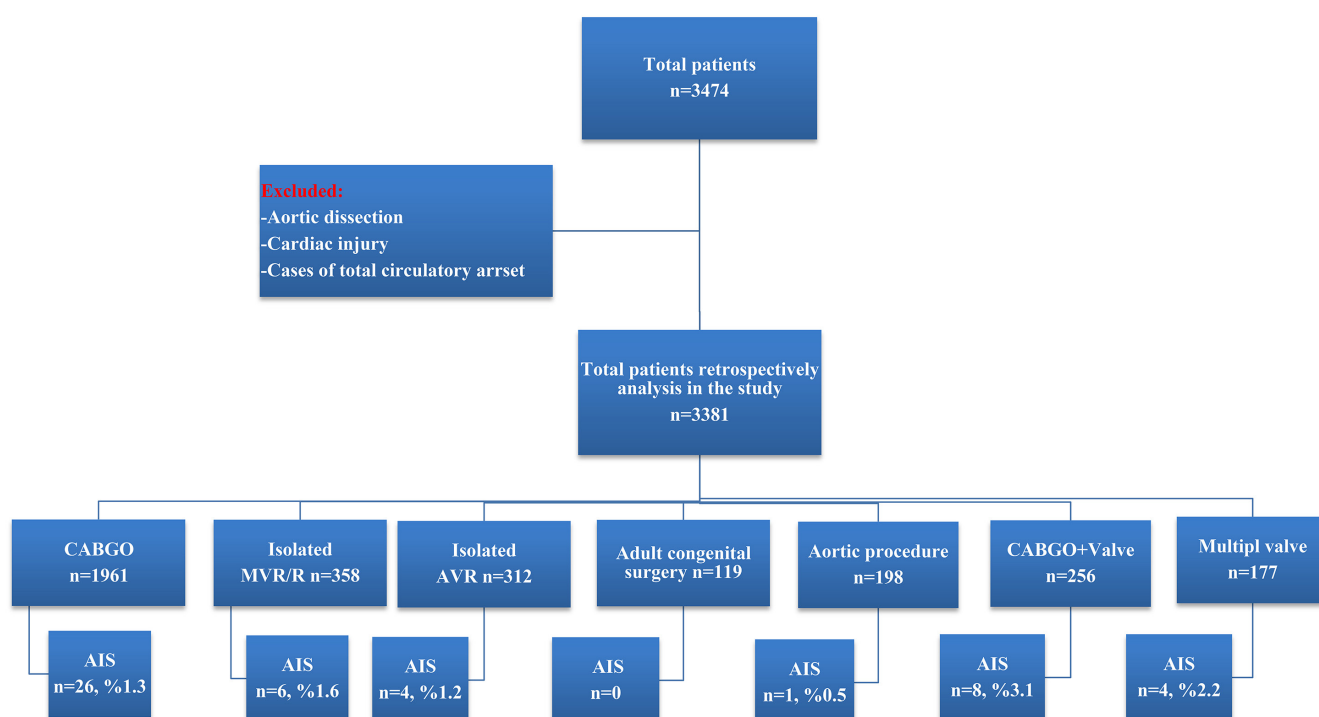 Total patients
n=3474
Excluded:
-Aortic dissection
-Cardiac injury
-Cases of total circulatory arrset
Total patients retrospectively
analysis in the study
n=3381
CABGO
n=1961
Isolated
MVR/R n=358
Isolated
AVR n=312
Adult congenital
surgery n=119
Aortic procedure
n=198
CABGO+Valve
n=256
Multipl valve
n=177
AIS
n=26, %1.3
AIS
n=6, %1.6
AIS
n=4, %1.2
AIS
n=0
AIS
n=1, %0.5
AIS
n=8, %3.1
AIS
n=4, %2.2